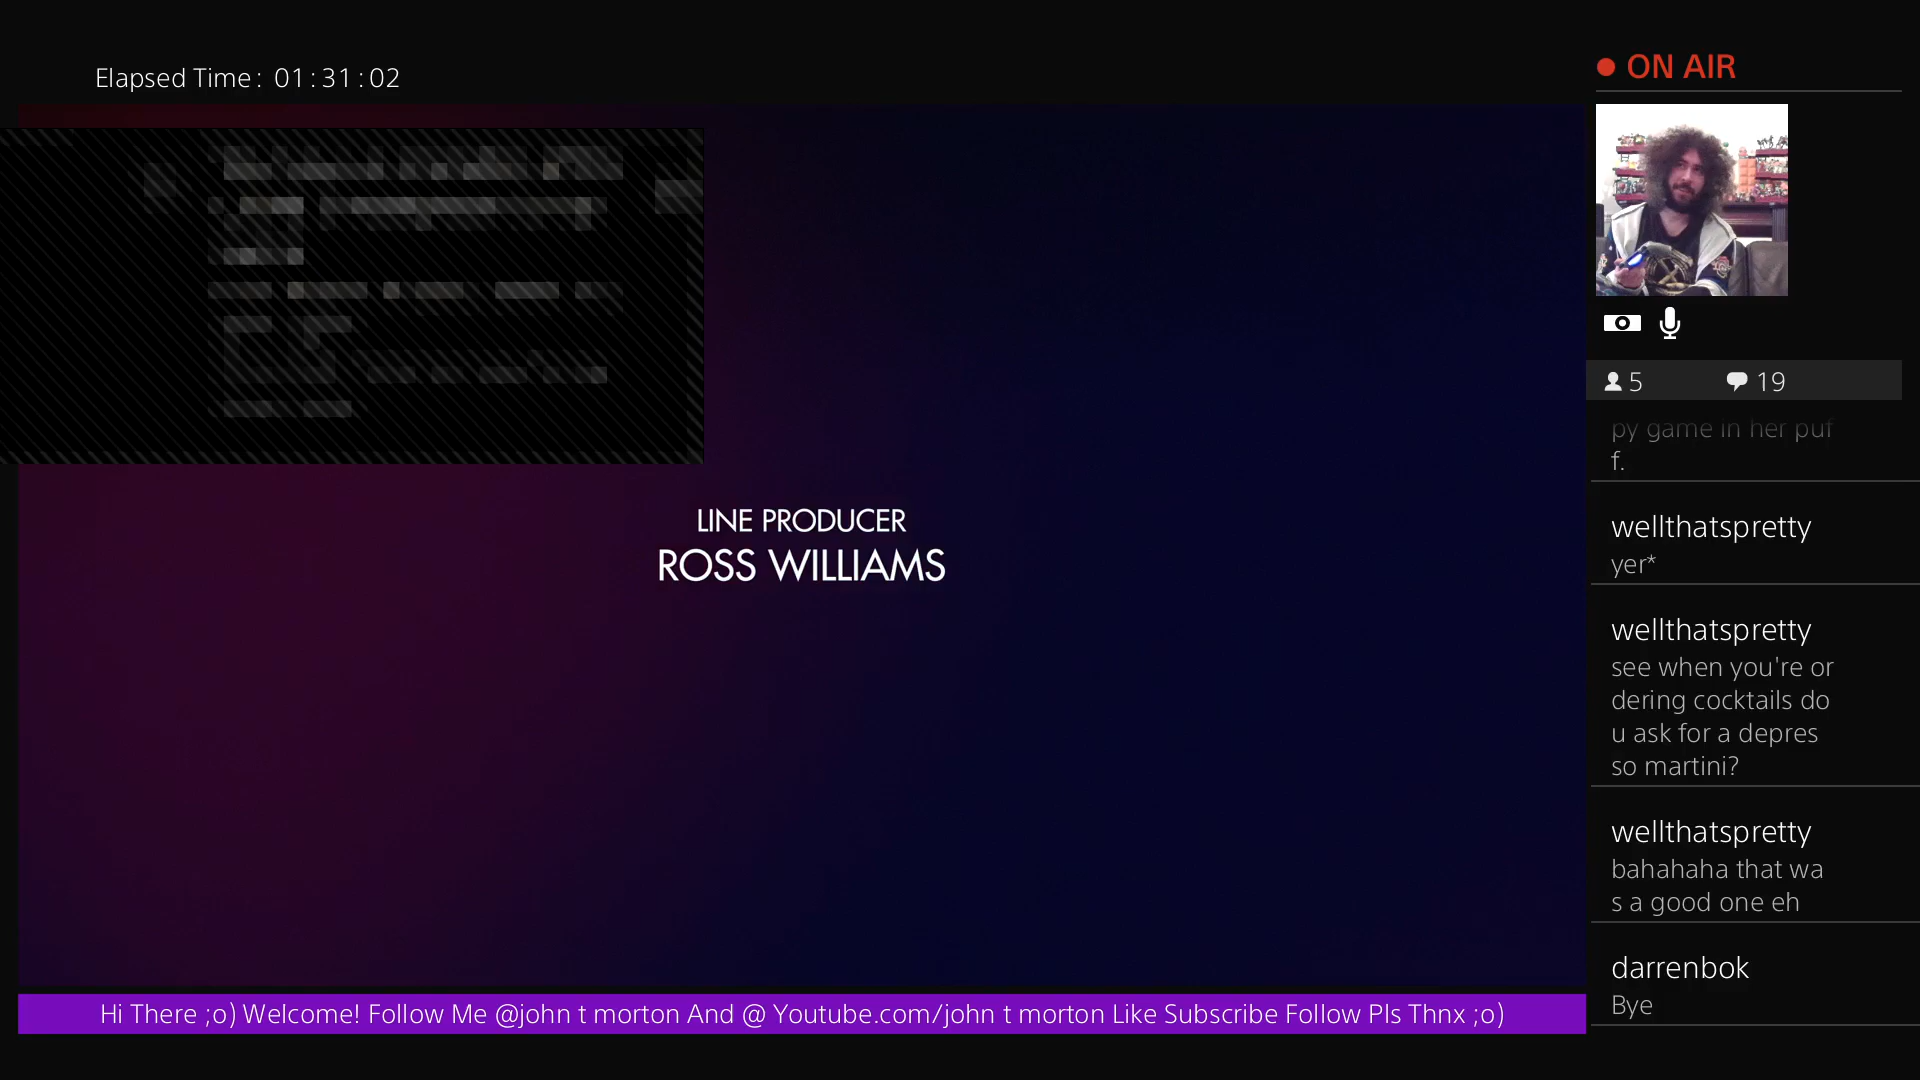 Elapsed Time: 01:31:02
ON AIR
5
19
py game in her puf
f.
wellthatspretty
yer*
wellthatspretty
see when you're or
dering cocktails do
u ask for a depres
so martini?
wellthatspretty
bahahaha that wa
s a good one eh
darrenbok
Bye
LINE PRODUCER
ROSS WILLIAMS
Hi There ;o) Welcome! Follow Me @john t morton And @ Youtube.com/john t morton Like Subscribe Follow Pls Thnx ;o)